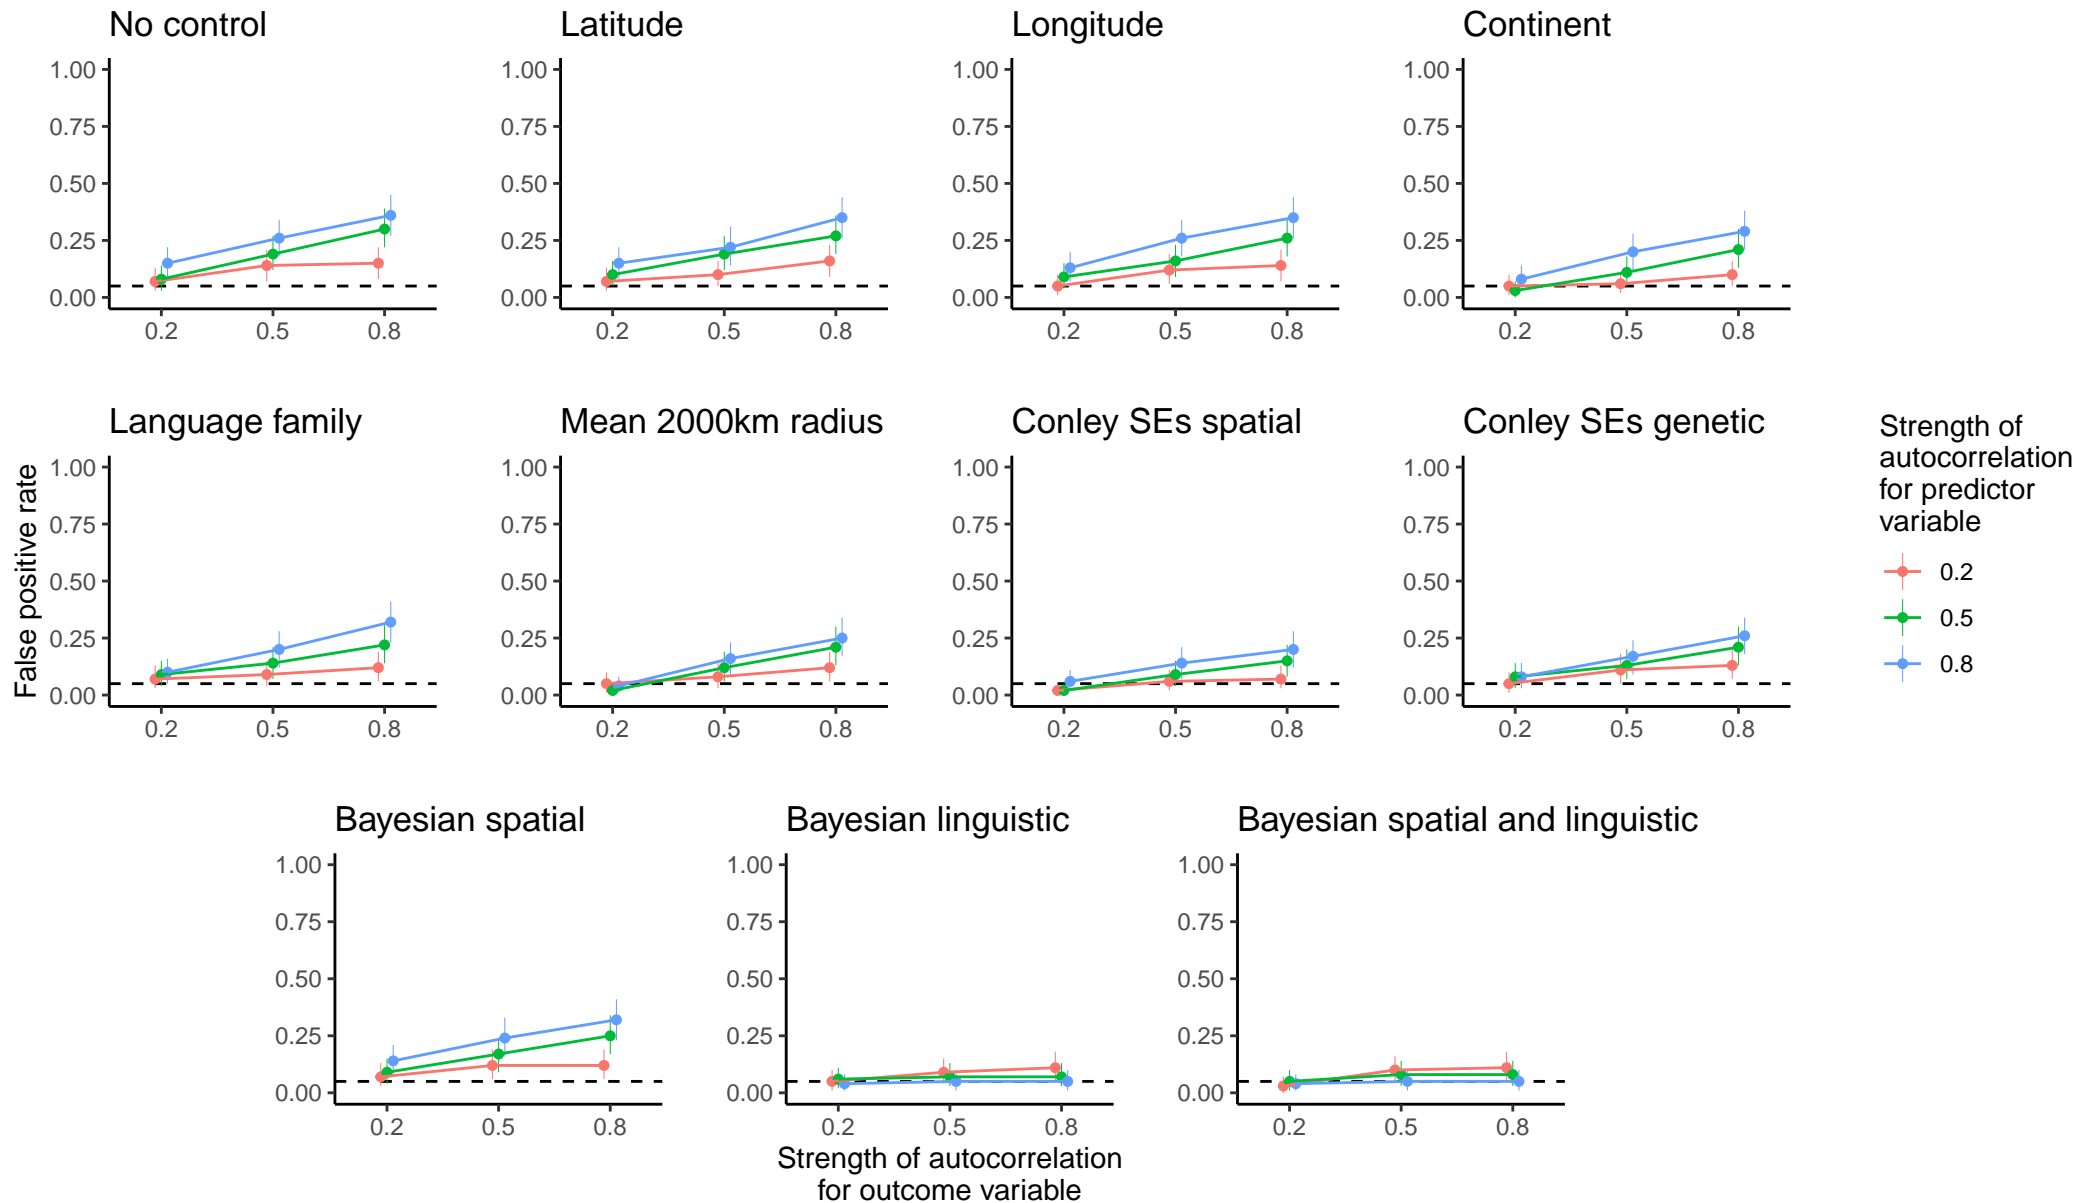 No control
Latitude
Longitude
Continent
1.00
0.75
0.50
0.25
0.00
0.2 0.5 0.8
1.00
0.75
0.50
0.25
0.00
0.2 0.5 0.8
1.00
0.75
0.50
0.25
0.00
0.2 0.5 0.8
1.00
0.75
0.50
0.25
0.00
0.2 0.5 0.8
False positive rate
Language family
Mean 2000km radius
Conley SEs spatial
Conley SEs genetic
1.00
0.75
0.50
0.25
0.00
0.2 0.5 0.8
1.00
0.75
0.50
0.25
0.00
0.2 0.5 0.8
1.00
0.75
0.50
0.25
0.00
0.2 0.5 0.8
1.00
0.75
0.50
0.25
0.00
0.2 0.5 0.8
Strength of
autocorrelation
for predictor
variable
0.2
0.5
0.8
Bayesian spatial
Bayesian linguistic
Bayesian spatial and linguistic
1.00
0.75
0.50
0.25
0.00
0.2 0.5 0.8
1.00
0.75
0.50
0.25
0.00
0.2 0.5 0.8
1.00
0.75
0.50
0.25
0.00
0.2 0.5 0.8
Strength of autocorrelation
for outcome variable